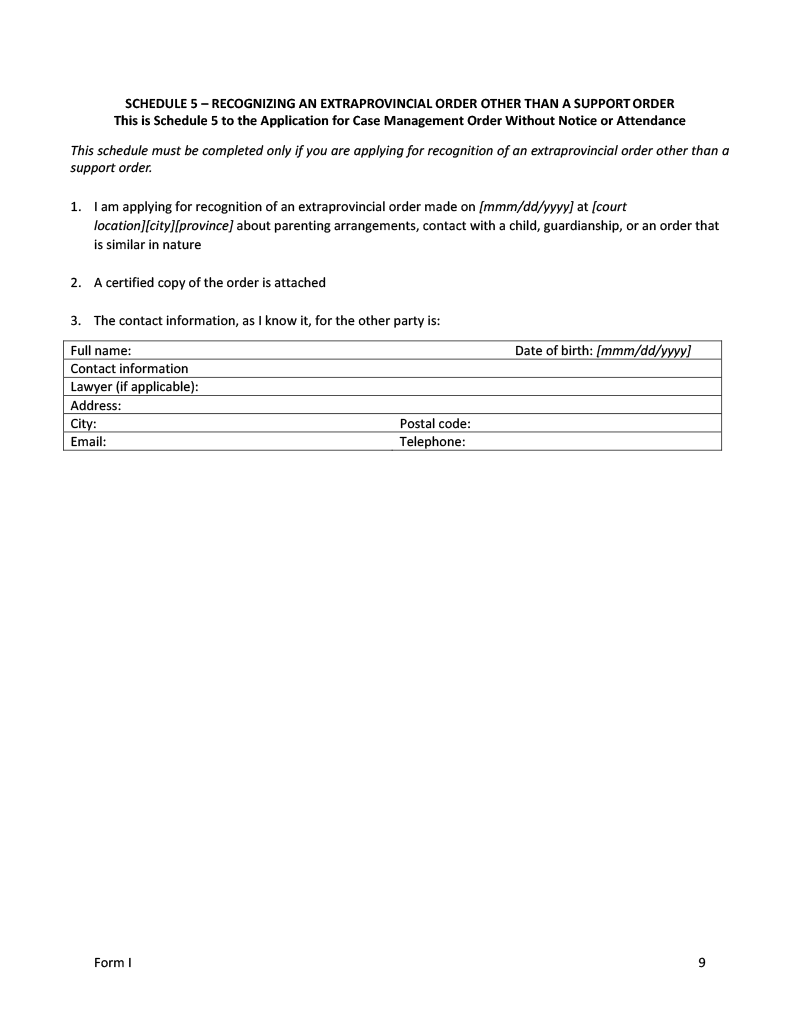 SCHEDULE 5 – RECOGNIZING AN EXTRAPROVINCIAL ORDER OTHER THAN A SUPPORT ORDER
This is Schedule 5 to the Application for Case Management Order Without Notice or Attendance
This schedule must be completed only if you are applying for recognition of an extraprovincial order other than a
support order.
1. I am applying for recognition of an extraprovincial order made on [mmm/dd/yyyy] at [court
location][city][province] about parenting arrangements, contact with a child, guardianship, or an order that
is similar in nature
2. A certified copy of the order is attached
3. The contact information, as I know it, for the other party is:
Full name: Date of birth: [mmm/dd/yyyy]
Contact information
Lawyer (if applicable):
Address:
City: Postal code:
Email: Telephone:
Form I 9